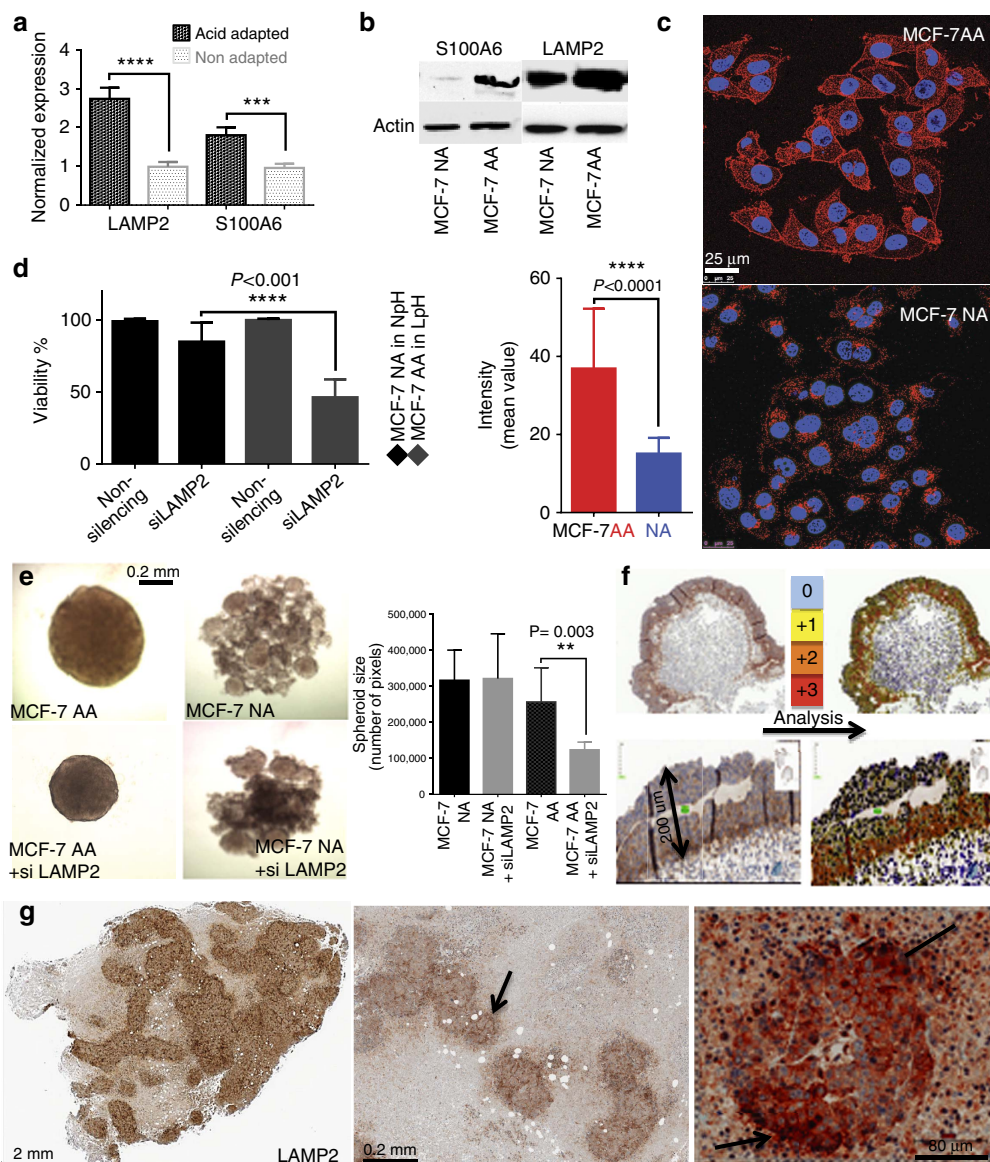 a
Acid adapted
Non adapted
4
3
2
1
0
Normalized expression
****
***
LAMP2
S100A6
b
S100A6
LAMP2
Actin
MCF-7 NA
MCF-7 AA
MCF-7 NA
MCF-7AA
c
MCF-7AA
25 µm
0 µm 25
MCF-7 NA
d
P<0.001
****
100
50
0
Viability %
Non-
silencing
siLAMP2
Non-
silencing
siLAMP2
MCF-7 NA in NpH
MCF-7 AA in LpH
60
40
20
0
Intensity
(mean value)
****
P<0.0001
MCF-7AA
NA
e
0.2 mm
MCF-7 AA
MCF-7 NA
MCF-7 AA
+si LAMP2
MCF-7 NA
+si LAMP2
500,000
400,000
300,000
200,000
100,000
0
Spheroid size
(number of pixels)
P= 0.003
**
MCF-7
NA
MCF-7 NA
+ siLAMP2
MCF-7
AA
MCF-7 AA
+ siLAMP2
f
0
+1
+2
+3
Analysis
200 um
g
2 mm
LAMP2
0.2 mm
80 µm